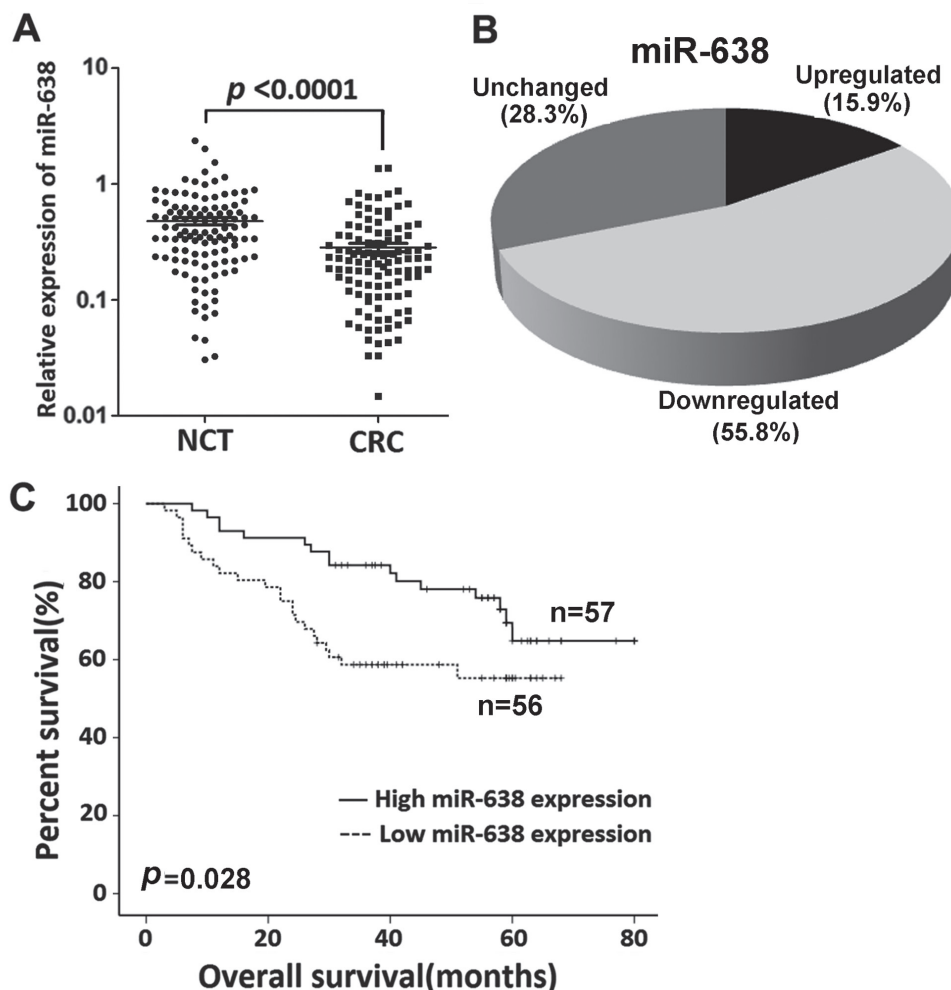 A
Relative expression of miR-638
10
1
0.1
0.01
p <0.0001
NCT
CRC
B
miR-638
Unchanged
(28.3%)
Upregulated
(15.9%)
Downregulated
(55.8%)
C
Percent survival(%)
100
80
60
40
20
0
n=57
n=56
High miR-638 expression
Low miR-638 expression
p=0.028
0
20
40
60
80
Overall survival(months)